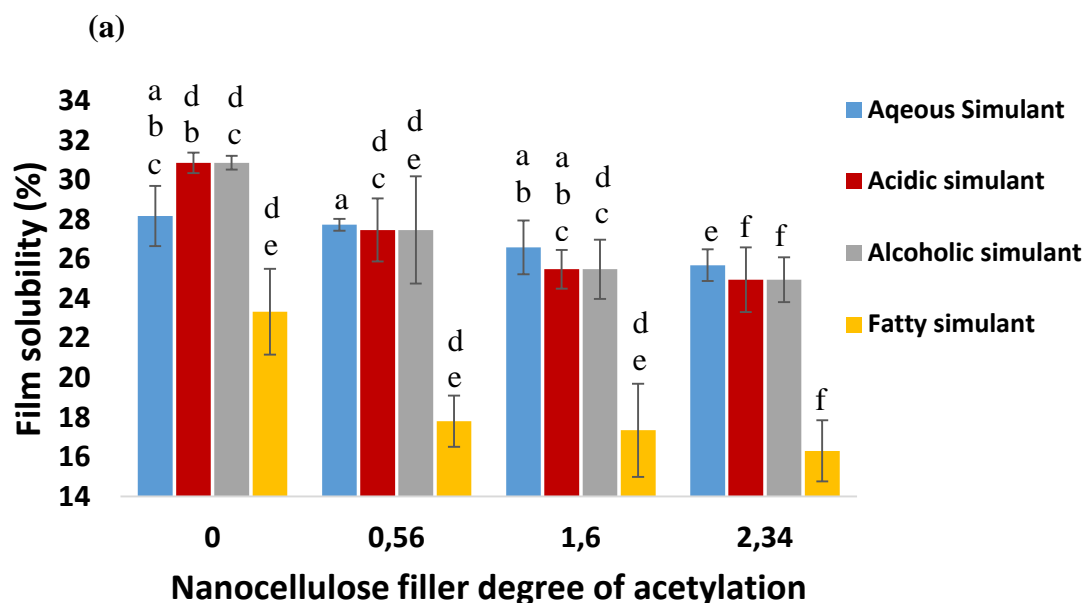 (a)
a d d
b b c
c
d
e
a
d
c
d
e
d
e
a
b
a
b
c
d
c
d
e
e f f
f
34
32
30
28
26
24
22
20
18
16
14
Film solubility (%)
0 0,56 1,6 2,34
Nanocellulose filler degree of acetylation
Aqeous Simulant
Acidic simulant
Alcoholic simulant
Fatty simulant